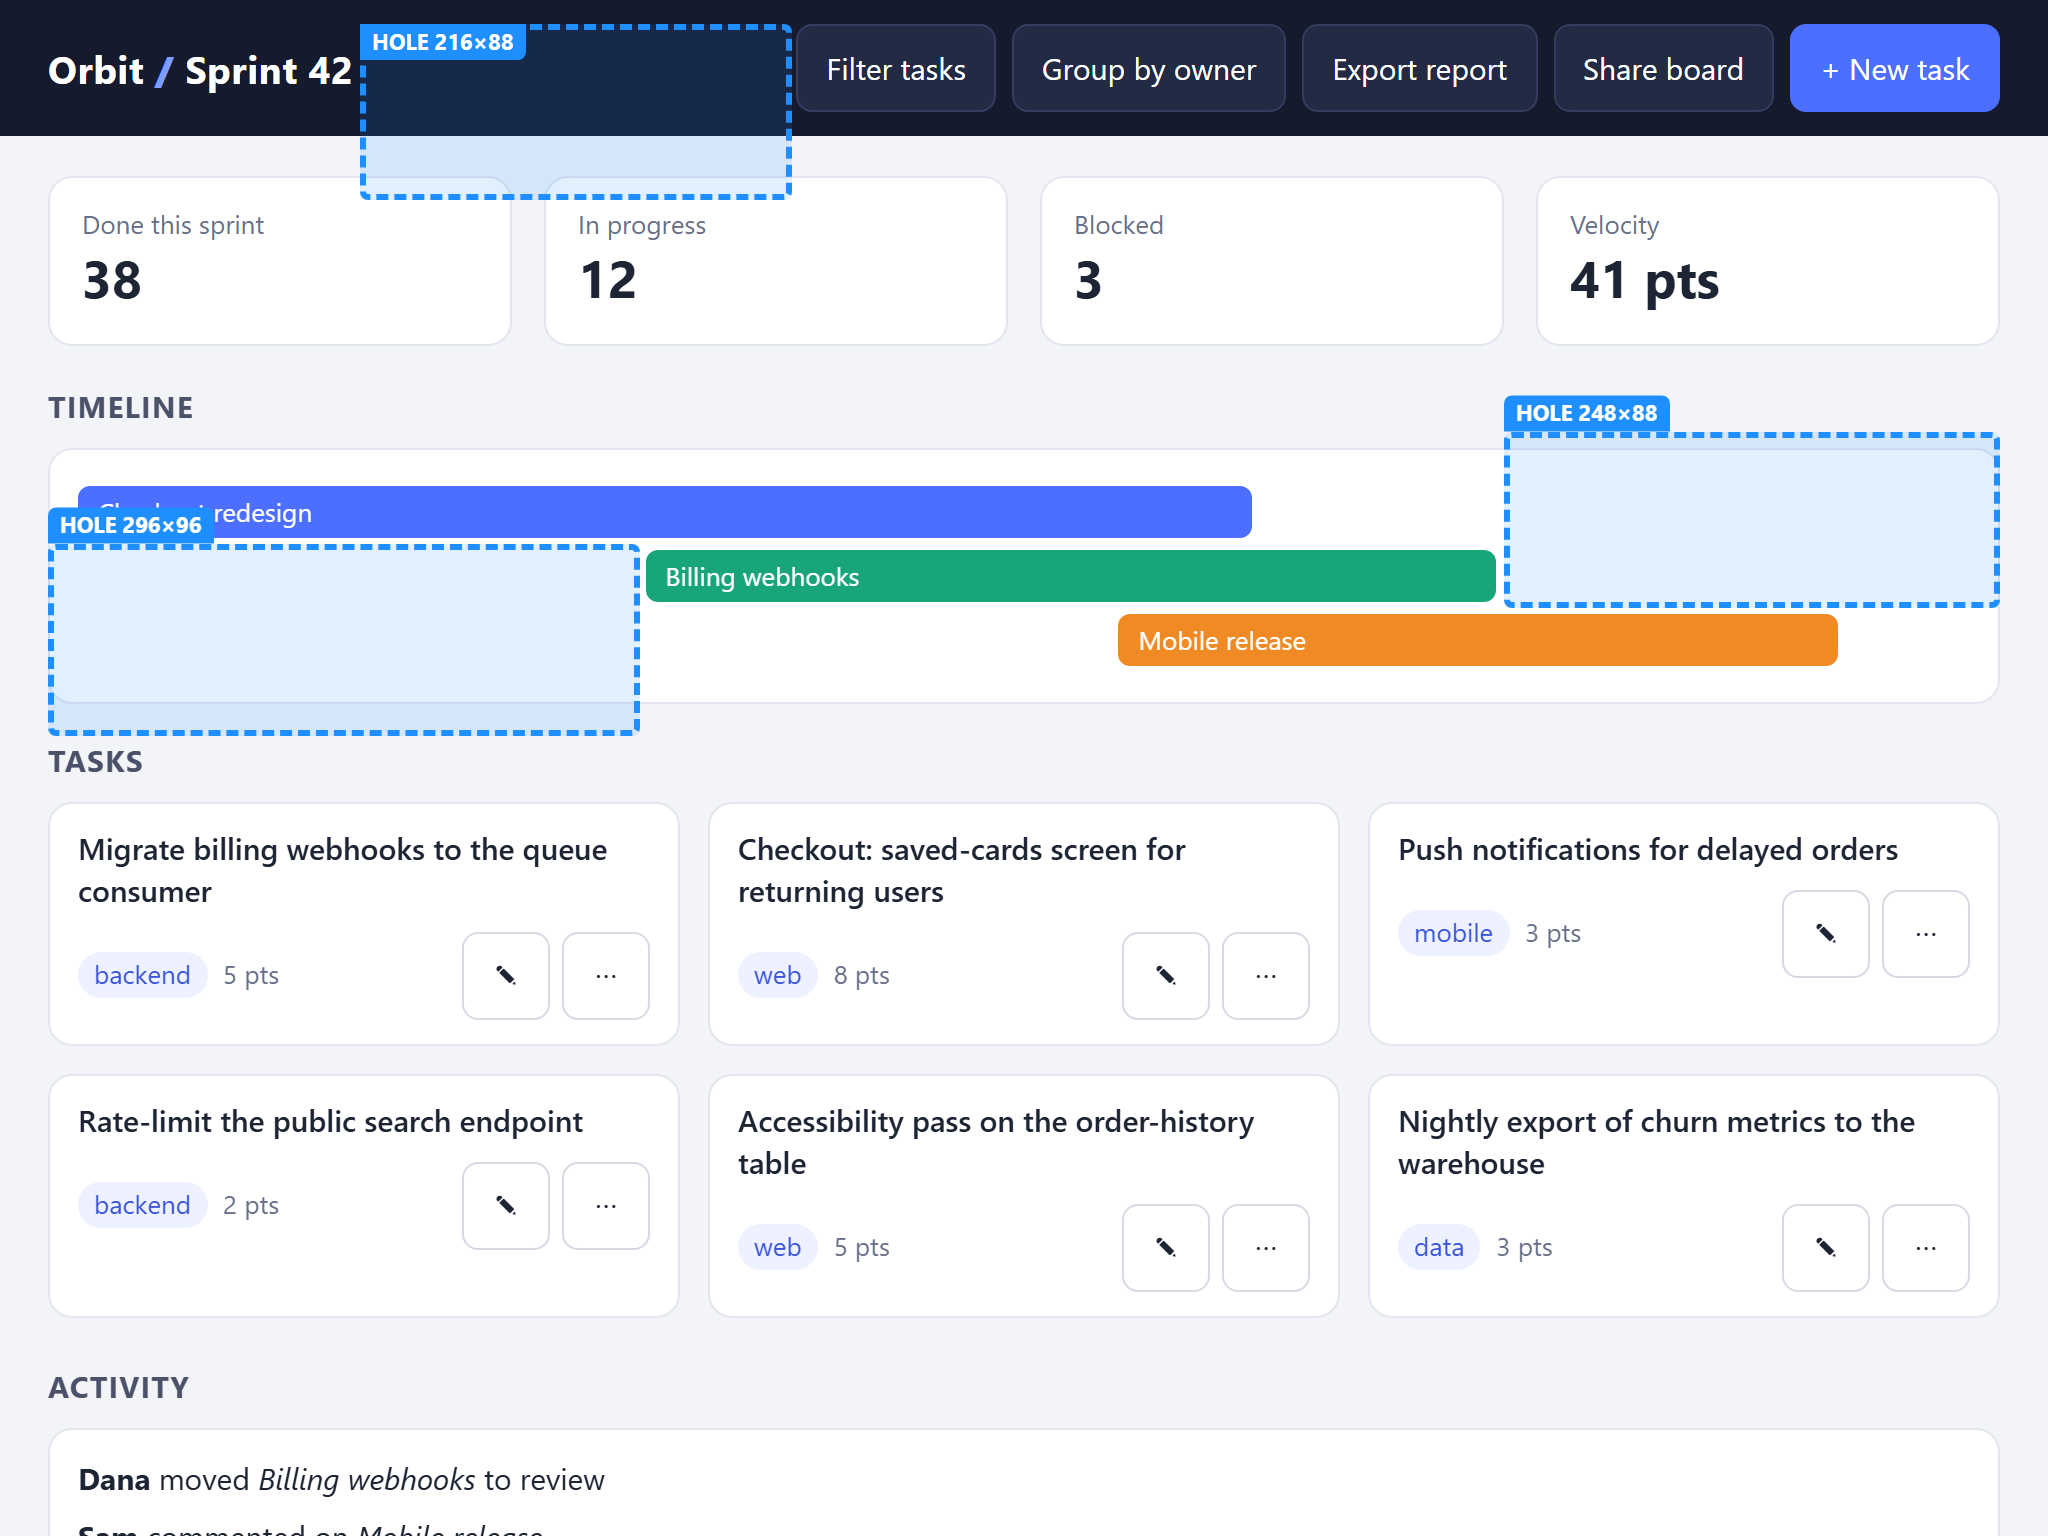 Orbit / Sprint 42
HOLE 216×88
Filter tasks
Group by owner
Export report
Share board
+ New task
Done this sprint
38
In progress
12
Blocked
3
Velocity
41 pts
TIMELINE
HOLE 248×88
redesign
HOLE 296×96
Billing webhooks
Mobile release
TASKS
Migrate billing webhooks to the queue
consumer
backend 5 pts
...
Checkout: saved-cards screen for
returning users
web 8 pts
...
Push notifications for delayed orders
mobile 3 pts
...
Rate-limit the public search endpoint
backend 2 pts
...
Accessibility pass on the order-history
table
web 5 pts
...
Nightly export of churn metrics to the
warehouse
data 3 pts
...
ACTIVITY
Dana moved Billing webhooks to review
Sam commented on Mobile release